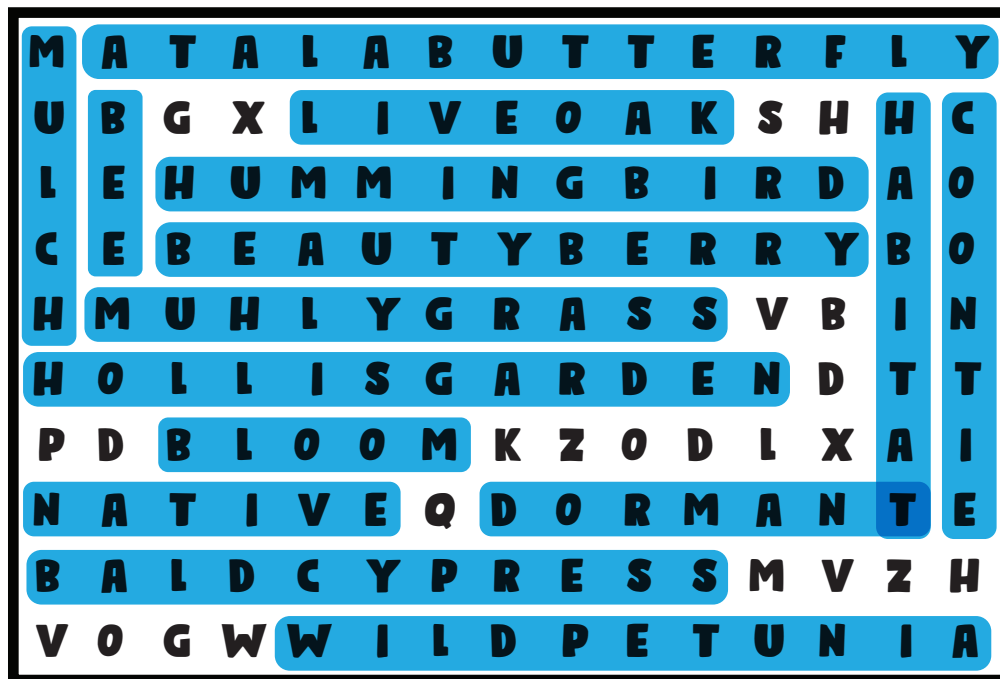 M A T A L A B U T T E R F L Y
U B G X L I V E O A K S H H C
L E H U M M I N G B I R D A O
C E B E A U T Y B E R R Y B O
H M U H L Y G R A S S V B I N
H O L L I S G A R D E N D T T
P D B L O O M K Z O D L X A I
N A T I V E Q D O R M A N T E
B A L D C Y P R E S S M V Z H
V O G W W I L D P E T U N I A